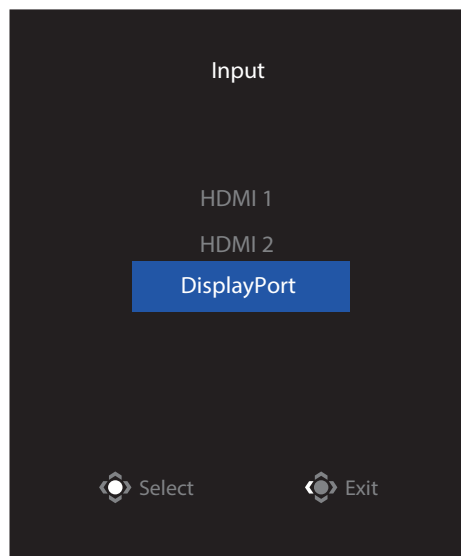 Input
HDMI 1
HDMI 2
DisplayPort
Select Exit